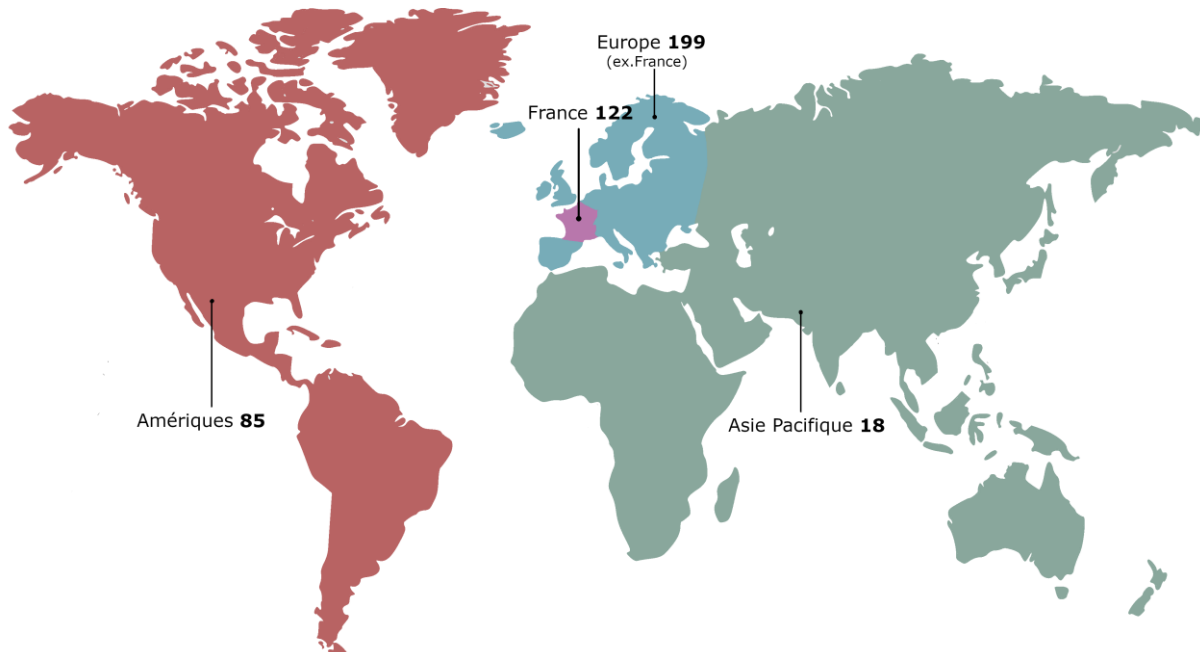 Europe 199
(ex.France)
France 122
Amériques 85
Asie Pacifique 18